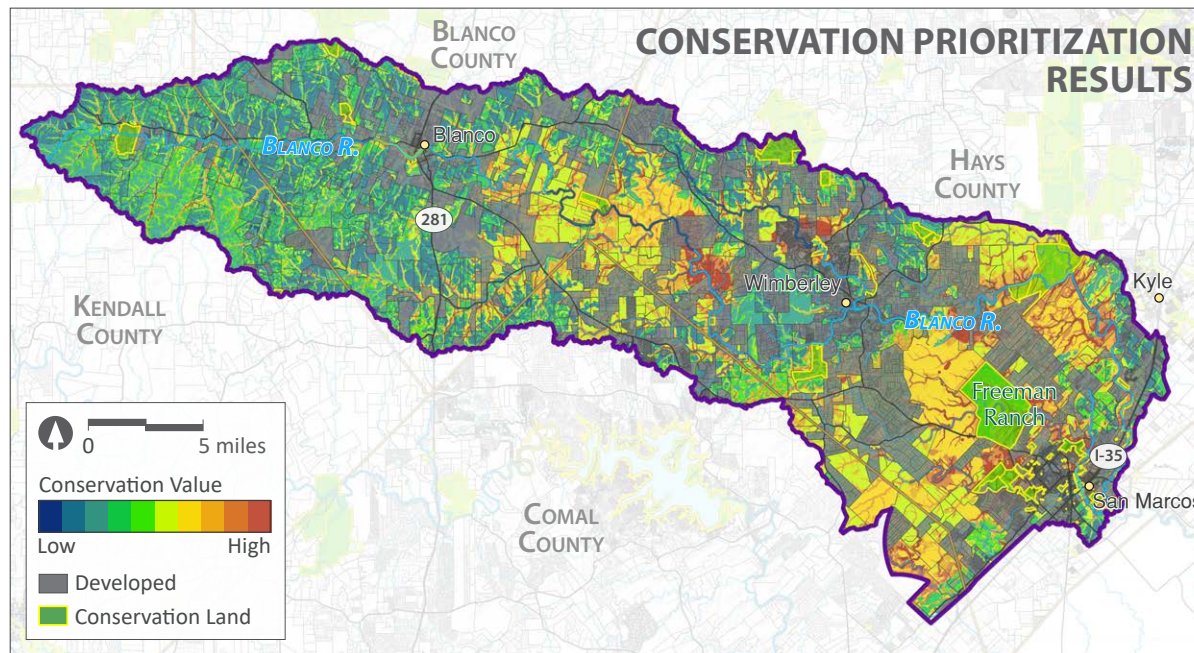 CONSERVATION PRIORITIZATION
RESULTS
BLANCO
COUNTY
BLANCO R.
Blanco
HAYS
COUNTY
281
KENDALL
COUNTY
Wimberley
Kyle
BLANCO R.
Freeman
Ranch
I-35
San Marcos
COMAL
COUNTY
0 5 miles
Conservation Value
Low High
Developed
Conservation Land